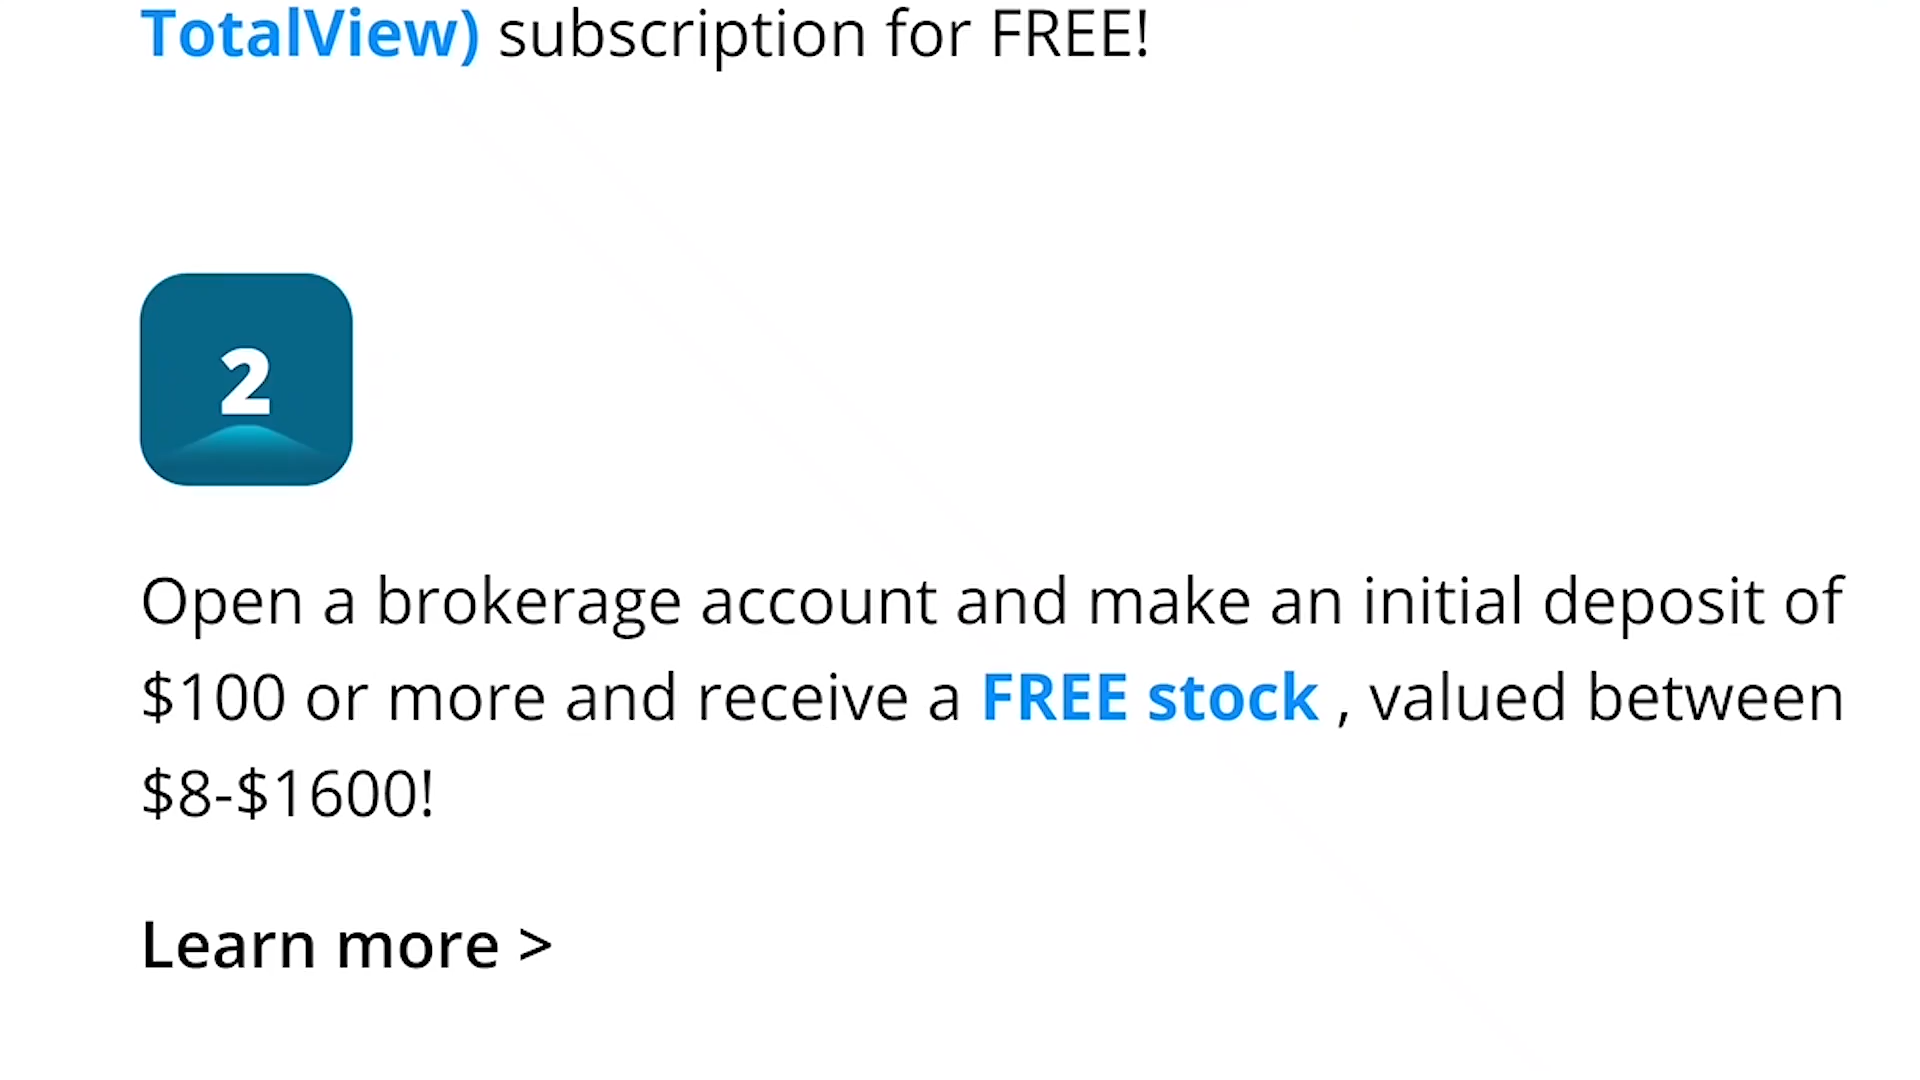 TotalView) subscription for FREE!
2
Open a brokerage account and make an initial deposit of
$100 or more and receive a FREE stock , valued between
$8-$1600!
Learn more >